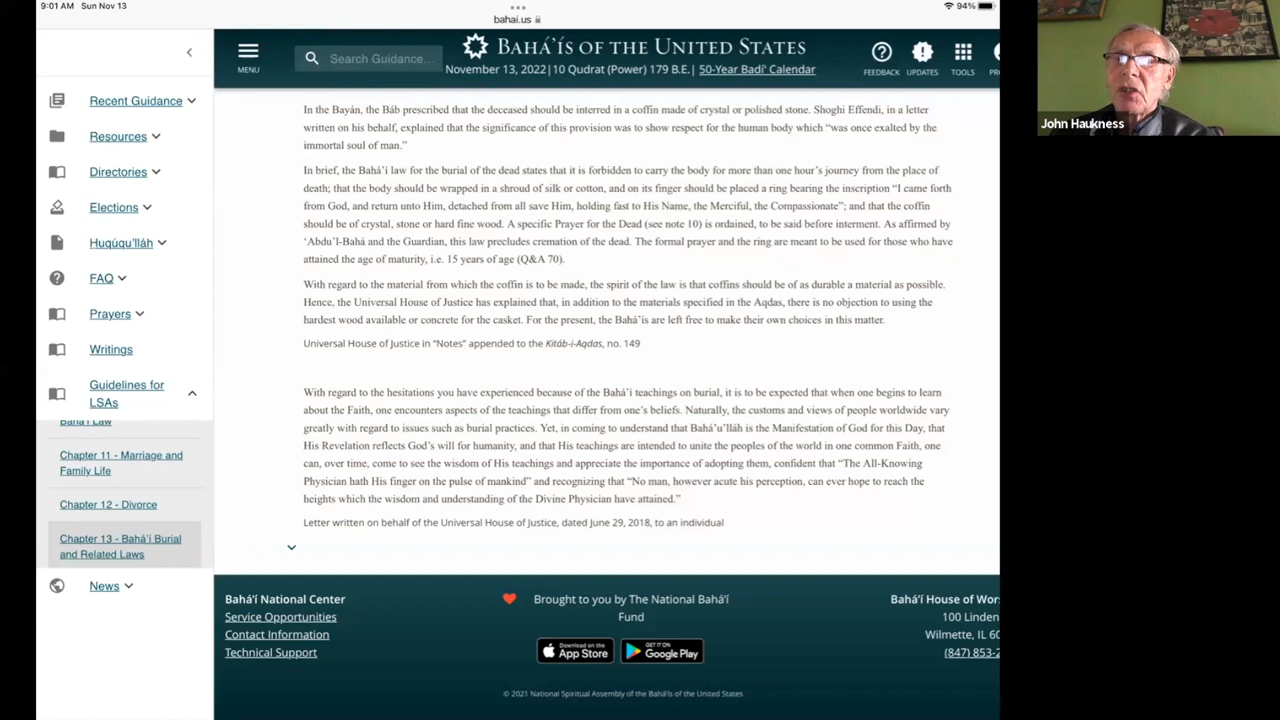 9:01 AM Sun Nov 13
94%
bahai.us
BAHÁ'ÍS OF THE UNITED STATES
MENU
Search Guidance...
November 13, 2022|10 Qudrat (Power) 179 B.E.| 50-Year Badí' Calendar
FEEDBACK
UPDATES
TOOLS
John Haukness
Recent Guidance
Resources
Directories
Elections
Huqúqu'lláh
FAQ
Prayers
Writings
Guidelines for
LSAs
Bahá'í Law
Chapter 11 - Marriage and
Family Life
Chapter 12 - Divorce
Chapter 13 - Bahá'í Burial
and Related Laws
News
In the Bayán, the Báb prescribed that the deceased should be interred in a coffin made of crystal or polished stone. Shoghi Effendi, in a letter
written on his behalf, explained that the significance of this provision was to show respect for the human body which “was once exalted by the
immortal soul of man.”
In brief, the Bahá’í law for the burial of the dead states that it is forbidden to carry the body for more than one hour’s journey from the place of
death; that the body should be wrapped in a shroud of silk or cotton, and on its finger should be placed a ring bearing the inscription “I came forth
from God, and return unto Him, detached from all save Him, holding fast to His Name, the Merciful, the Compassionate”; and that the coffin
should be of crystal, stone or hard fine wood. A specific Prayer for the Dead (see note 10) is ordained, to be said before interment. As affirmed by
‘Abdu’l-Bahá and the Guardian, this law precludes cremation of the dead. The formal prayer and the ring are meant to be used for those who have
attained the age of maturity, i.e. 15 years of age (Q&A 70).
With regard to the material from which the coffin is to be made, the spirit of the law is that coffins should be of as durable a material as possible.
Hence, the Universal House of Justice has explained that, in addition to the materials specified in the Aqdas, there is no objection to using the
hardest wood available or concrete for the casket. For the present, the Bahá’ís are left free to make their own choices in this matter.
Universal House of Justice in “Notes” appended to the Kitáb-i-Aqdas, no. 149
With regard to the hesitations you have experienced because of the Bahá’í teachings on burial, it is to be expected that when one begins to learn
about the Faith, one encounters aspects of the teachings that differ from one’s beliefs. Naturally, the customs and views of people worldwide vary
greatly with regard to issues such as burial practices. Yet, in coming to understand that Bahá’u’lláh is the Manifestation of God for this Day, that
His Revelation reflects God’s will for humanity, and that His teachings are intended to unite the peoples of the world in one common Faith, one
can, over time, come to see the wisdom of His teachings and appreciate the importance of adopting them, confident that “The All-Knowing
Physician hath His finger on the pulse of mankind” and recognizing that “No man, however acute his perception, can ever hope to reach the
heights which the wisdom and understanding of the Divine Physician have attained.”
Letter written on behalf of the Universal House of Justice, dated June 29, 2018, to an individual
Bahá’í National Center
Service Opportunities
Contact Information
Technical Support
Brought to you by The National Bahá’í
Fund
Download on the
App Store
GET IT ON
Google Play
Bahá’í House of Wor
100 Linden
Wilmette, IL 60
(847) 853-2
© 2021 National Spiritual Assembly of the Bahá’ís of the United States